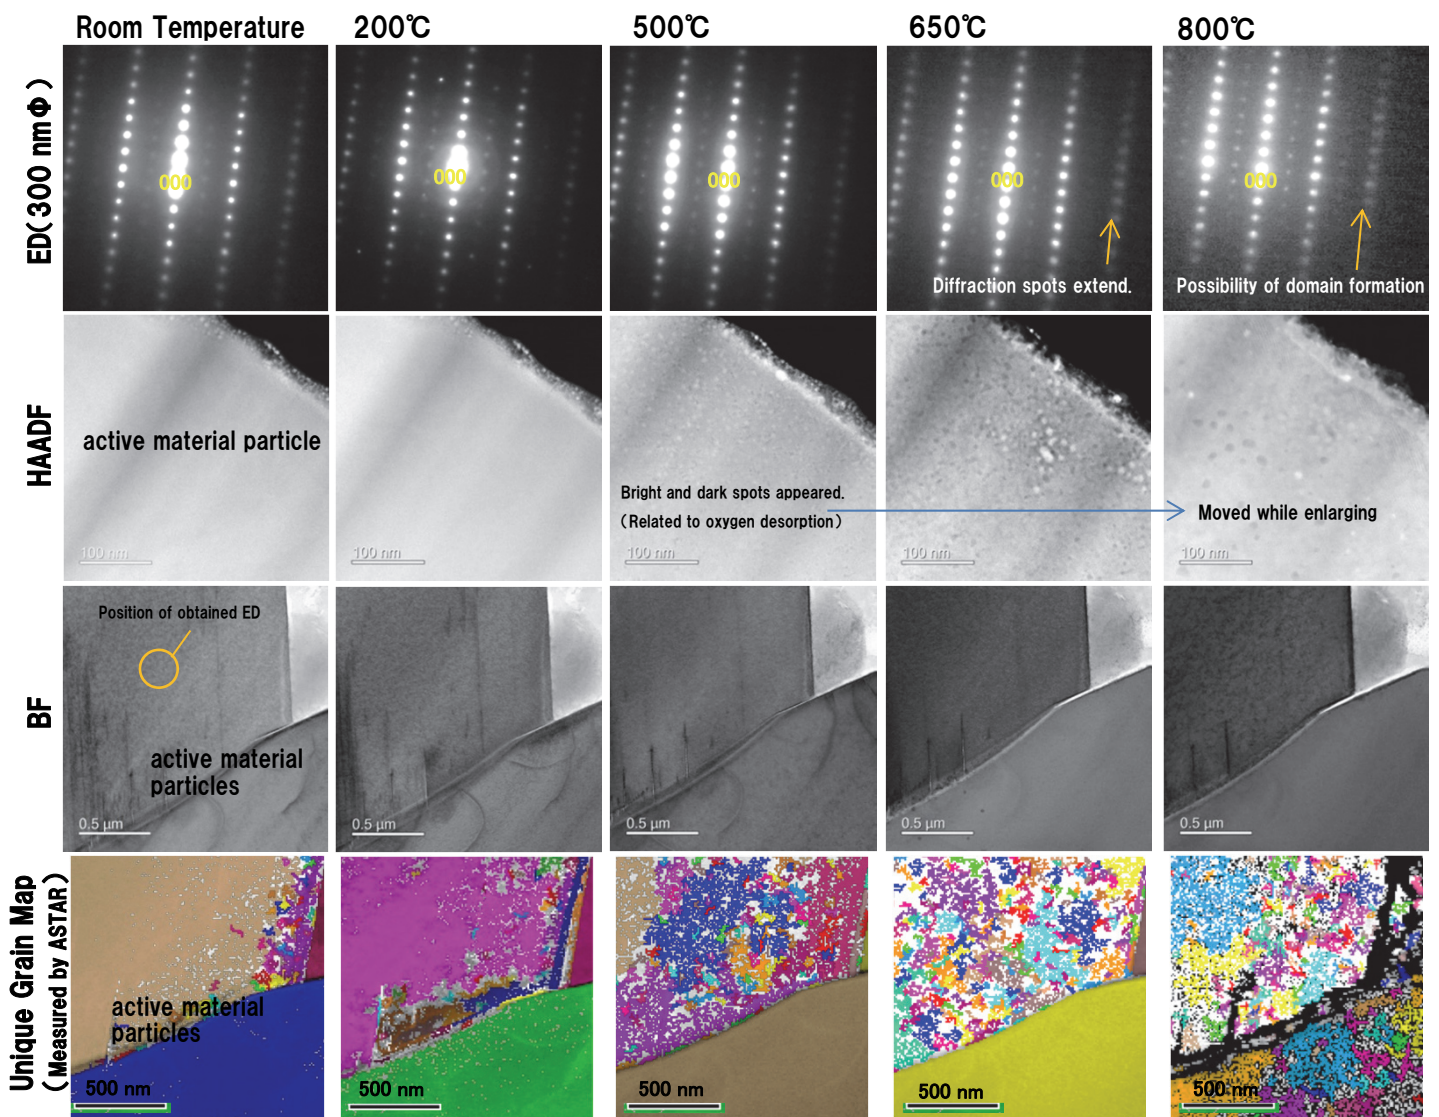 Room Temperature
200℃
500℃
650℃
800℃
ED(300 nmΦ)
000
000
000
000
000
Diffraction spots extend.
Possibility of domain formation
HAADF
active material particle
Bright and dark spots appeared.
(Related to oxygen desorption)
Moved while enlarging
100 nm
100 nm
100 nm
100 nm
100 nm
BF
Position of obtained ED
active material
particles
0.5 µm
0.5 µm
0.5 µm
0.5 µm
0.5 µm
Unique Grain Map
(Measured by ASTAR)
active material
particles
500 nm
500 nm
500 nm
500 nm
500 nm